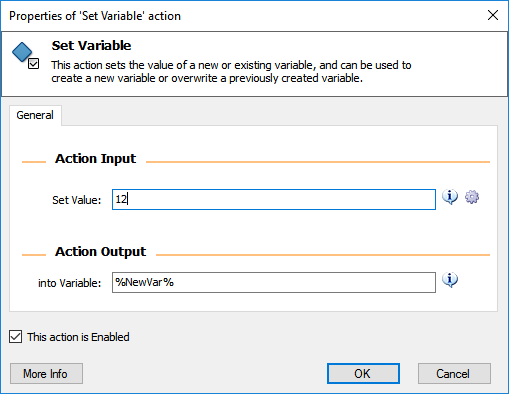 Properties of 'Set Variable' action
Set Variable
This action sets the value of a new or existing variable, and can be used to
create a new variable or overwrite a previously created variable.
General
Action Input
Set Value: 12
Action Output
into Variable: %NewVar%
This action is Enabled
More Info OK Cancel